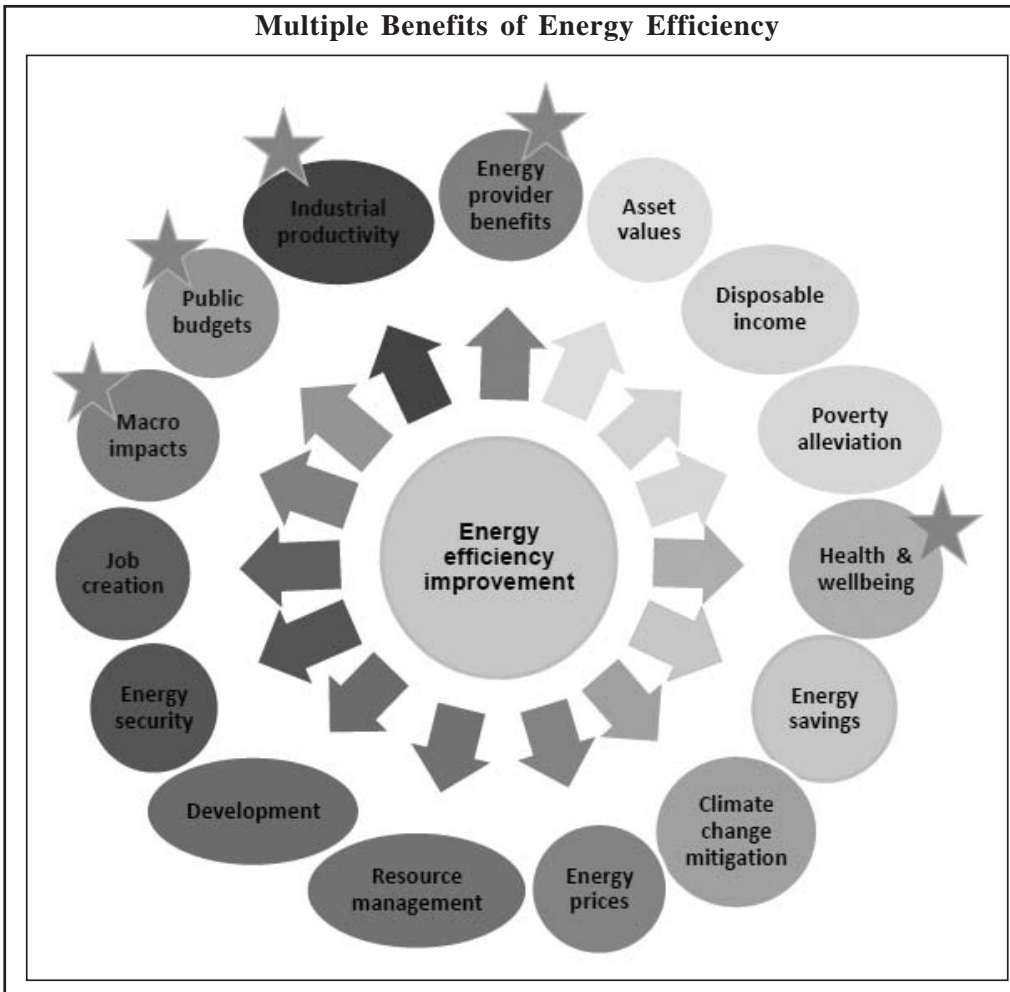 Multiple Benefits of Energy Efficiency
Energy
provider
benefits
Asset
values
Disposable
income
Poverty
alleviation
Health &
wellbeing
Energy
savings
Climate
change
mitigation
Energy
prices
Resource
management
Development
Energy
security
Job
creation
Macro
impacts
Public
budgets
Industrial
productivity
Energy
efficiency
improvement